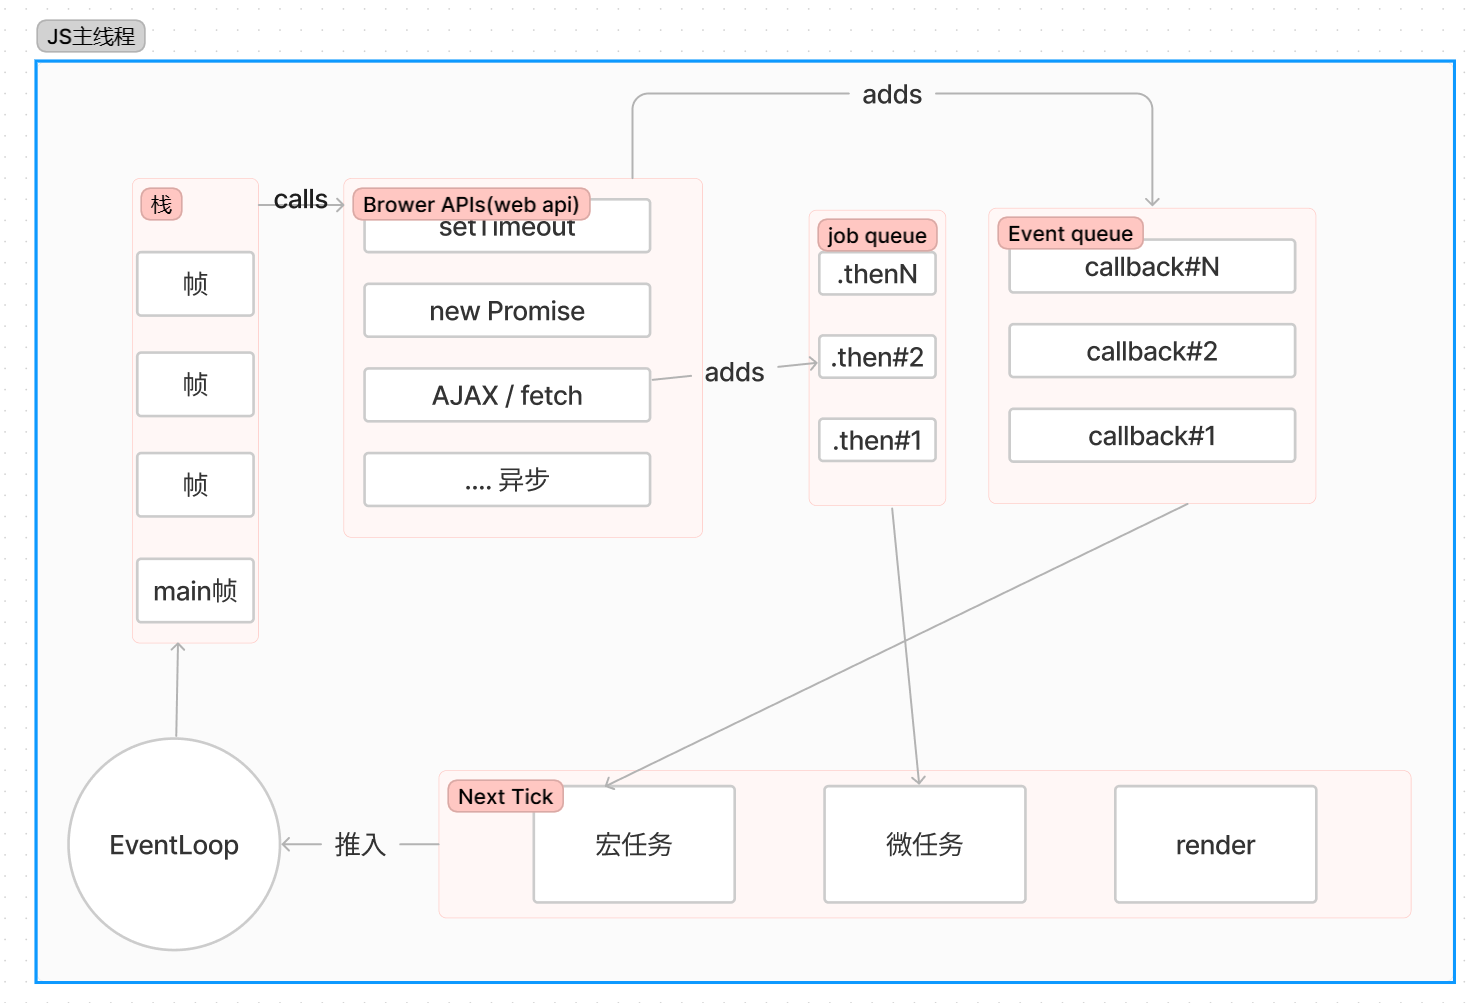 JS主线程
adds
栈
calls
帧
帧
帧
main帧
Brower APIs(web api)
setTimeout
new Promise
AJAX / fetch
.... 异步
adds
job queue
.thenN
.then#2
.then#1
Event queue
callback#N
callback#2
callback#1
EventLoop
推入
Next Tick
宏任务
微任务
render